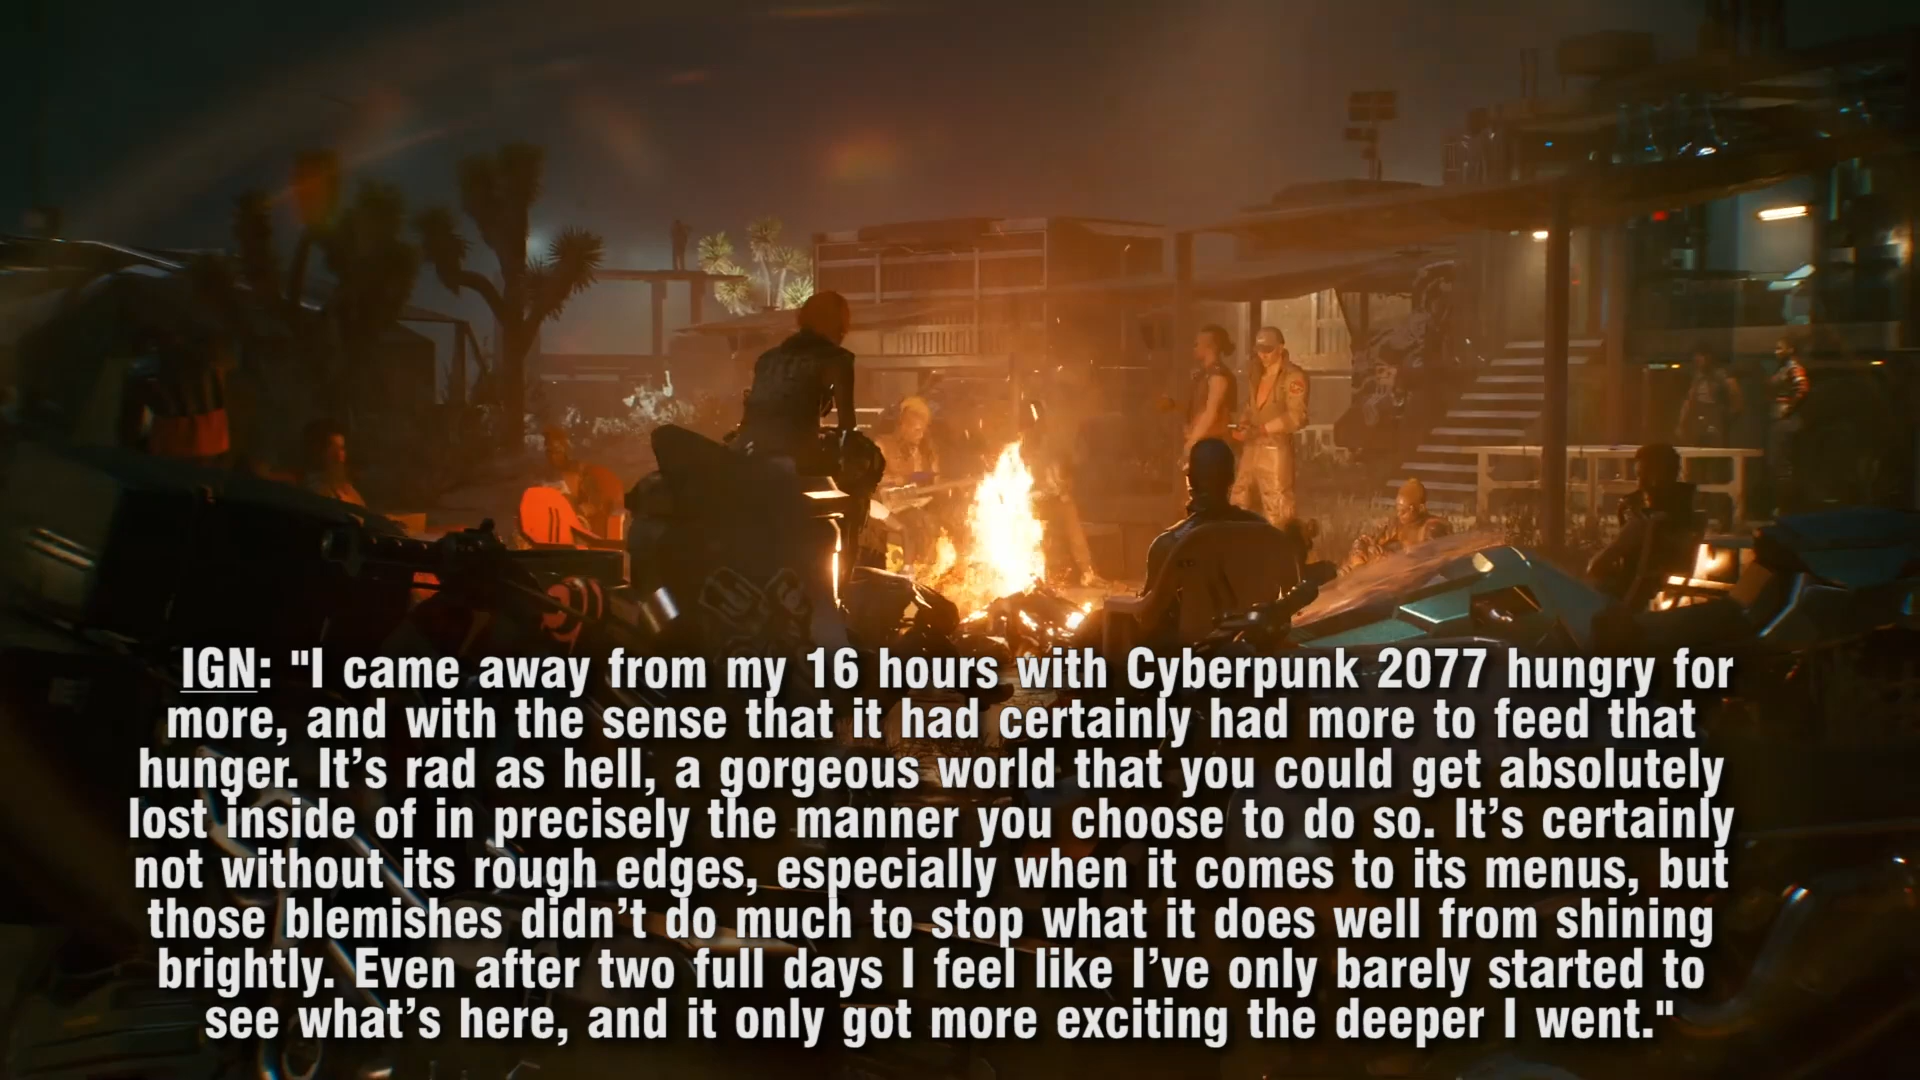 IGN: "I came away from my 16 hours with Cyberpunk 2077 hungry for
more, and with the sense that it had certainly had more to feed that
hunger. It’s rad as hell, a gorgeous world that you could get absolutely
lost inside of in precisely the manner you choose to do so. It’s certainly
not without its rough edges, especially when it comes to its menus, but
those blemishes didn’t do much to stop what it does well from shining
brightly. Even after two full days I feel like I’ve only barely started to
see what’s here, and it only got more exciting the deeper I went."